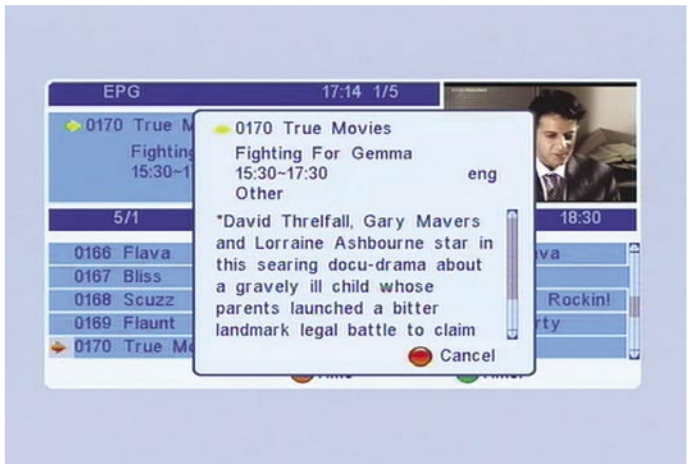 EPG 17:14 1/5
0170 True M
Fighting
15:30~1
0170 True Movies
Fighting For Gemma
15:30~17:30 eng
Other
*David Threlfall, Gary Mavers
and Lorraine Ashbourne star in
this searing docu-drama about
a gravely ill child whose
parents launched a bitter
landmark legal battle to claim
Cancel
5/1 18:30
0166 Flava
0167 Bliss
0168 Scuzz Rockin!
0169 Flaunt
0170 True Mo